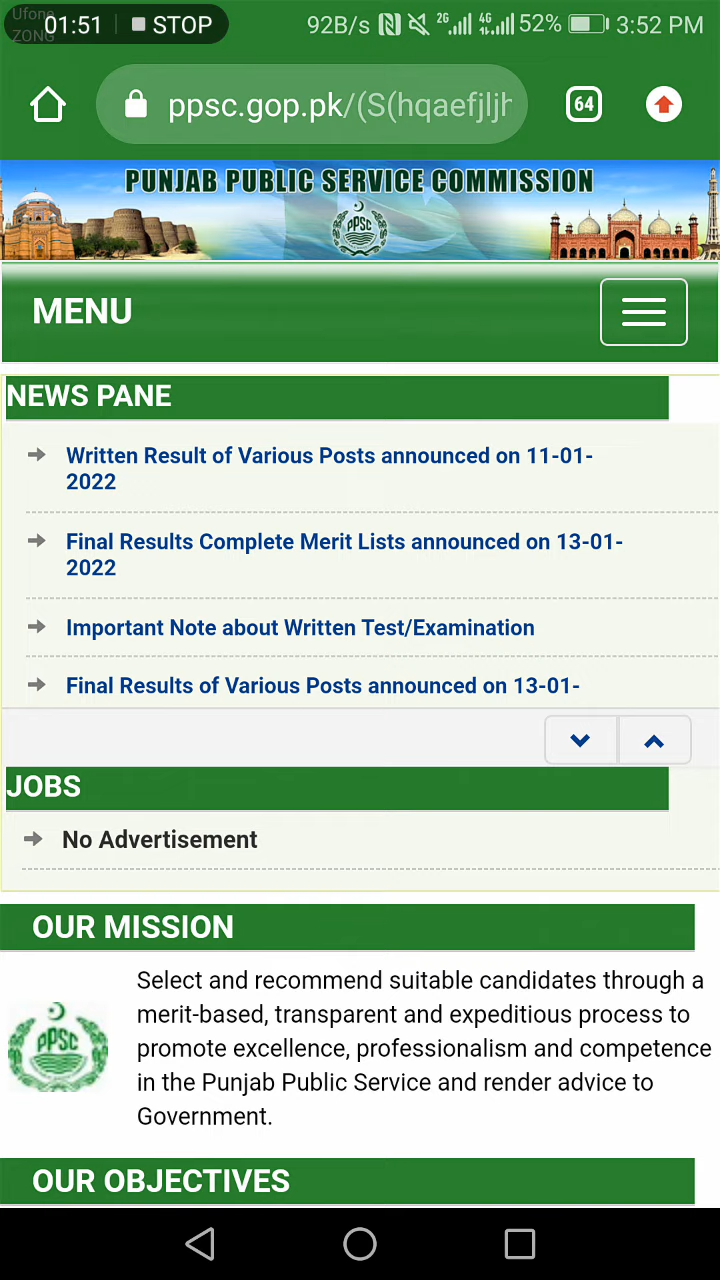 Ufone
ZONG
01:51 STOP
92B/s 2G 4G 52% 3:52 PM
ppsc.gop.pk/(S(hqaefjljh
64
PUNJAB PUBLIC SERVICE COMMISSION
PPSC
MENU
NEWS PANE
Written Result of Various Posts announced on 11-01-
2022
Final Results Complete Merit Lists announced on 13-01-
2022
Important Note about Written Test/Examination
Final Results of Various Posts announced on 13-01-
JOBS
No Advertisement
OUR MISSION
Select and recommend suitable candidates through a
merit-based, transparent and expeditious process to
PPSC
promote excellence, professionalism and competence
in the Punjab Public Service and render advice to
Government.
OUR OBJECTIVES